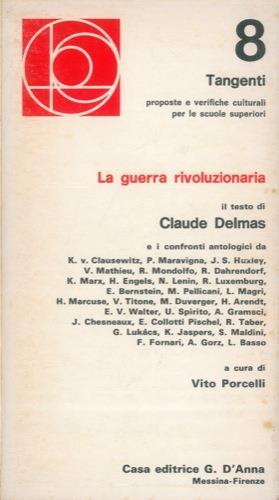 8
Tangenti
proposte e verifiche culturali
per le scuole superiori
La guerra rivoluzionaria
il testo di
Claude Delmas
e i confronti antologici da
K. v. Clausewitz, P. Maravigna, J. S. Huxley,
V. Mathieu, R. Mondolfo, R. Dahrendorf,
K. Marx, H. Engels, N. Lenin, R. Luxemburg,
E. Bernstein, M. Pellicani, L. Magri,
H. Marcuse, V. Titone, M. Duverger, H. Arendt,
E. V. Walter, U. Spirito, A. Gramsci,
J. Chesneaux, E. Collotti Pischel, R. Taber,
G. Lukács, K. Jaspers, S. Maldini,
F. Fornari, A. Gorz, L. Basso
a cura di
Vito Porcelli
Casa editrice G. D'Anna
Messina-Firenze